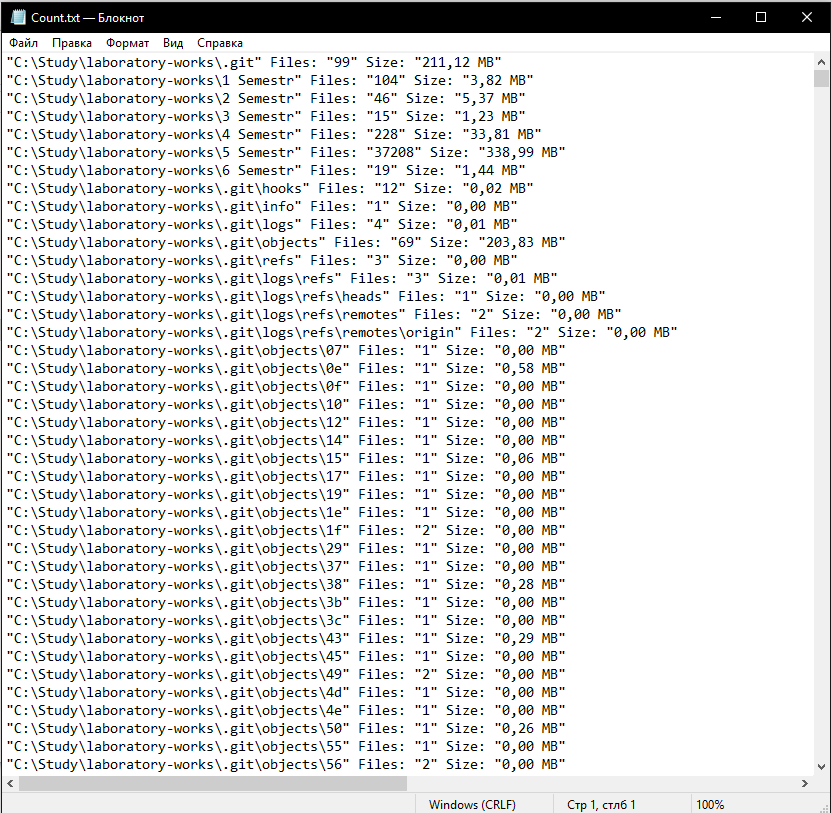 Count.txt — Блокнот
Файл Правка Формат Вид Справка
"C:\Study\laboratory-works\.git" Files: "99" Size: "211,12 MB"
"C:\Study\laboratory-works\1 Semestr" Files: "104" Size: "3,82 MB"
"C:\Study\laboratory-works\2 Semestr" Files: "46" Size: "5,37 MB"
"C:\Study\laboratory-works\3 Semestr" Files: "15" Size: "1,23 MB"
"C:\Study\laboratory-works\4 Semestr" Files: "228" Size: "33,81 MB"
"C:\Study\laboratory-works\5 Semestr" Files: "37208" Size: "338,99 MB"
"C:\Study\laboratory-works\6 Semestr" Files: "19" Size: "1,44 MB"
"C:\Study\laboratory-works\.git\hooks" Files: "12" Size: "0,02 MB"
"C:\Study\laboratory-works\.git\info" Files: "1" Size: "0,00 MB"
"C:\Study\laboratory-works\.git\logs" Files: "4" Size: "0,01 MB"
"C:\Study\laboratory-works\.git\objects" Files: "69" Size: "203,83 MB"
"C:\Study\laboratory-works\.git\refs" Files: "3" Size: "0,00 MB"
"C:\Study\laboratory-works\.git\logs\refs" Files: "3" Size: "0,01 MB"
"C:\Study\laboratory-works\.git\logs\refs\heads" Files: "1" Size: "0,00 MB"
"C:\Study\laboratory-works\.git\logs\refs\remotes" Files: "2" Size: "0,00 MB"
"C:\Study\laboratory-works\.git\logs\refs\remotes\origin" Files: "2" Size: "0,00 MB"
"C:\Study\laboratory-works\.git\objects\07" Files: "1" Size: "0,00 MB"
"C:\Study\laboratory-works\.git\objects\0e" Files: "1" Size: "0,58 MB"
"C:\Study\laboratory-works\.git\objects\0f" Files: "1" Size: "0,00 MB"
"C:\Study\laboratory-works\.git\objects\10" Files: "1" Size: "0,00 MB"
"C:\Study\laboratory-works\.git\objects\12" Files: "1" Size: "0,00 MB"
"C:\Study\laboratory-works\.git\objects\14" Files: "1" Size: "0,00 MB"
"C:\Study\laboratory-works\.git\objects\15" Files: "1" Size: "0,06 MB"
"C:\Study\laboratory-works\.git\objects\17" Files: "1" Size: "0,00 MB"
"C:\Study\laboratory-works\.git\objects\19" Files: "1" Size: "0,00 MB"
"C:\Study\laboratory-works\.git\objects\1e" Files: "1" Size: "0,00 MB"
"C:\Study\laboratory-works\.git\objects\1f" Files: "2" Size: "0,00 MB"
"C:\Study\laboratory-works\.git\objects\29" Files: "1" Size: "0,00 MB"
"C:\Study\laboratory-works\.git\objects\37" Files: "1" Size: "0,00 MB"
"C:\Study\laboratory-works\.git\objects\38" Files: "1" Size: "0,28 MB"
"C:\Study\laboratory-works\.git\objects\3b" Files: "1" Size: "0,00 MB"
"C:\Study\laboratory-works\.git\objects\3c" Files: "1" Size: "0,00 MB"
"C:\Study\laboratory-works\.git\objects\43" Files: "1" Size: "0,29 MB"
"C:\Study\laboratory-works\.git\objects\45" Files: "1" Size: "0,00 MB"
"C:\Study\laboratory-works\.git\objects\49" Files: "2" Size: "0,00 MB"
"C:\Study\laboratory-works\.git\objects\4d" Files: "1" Size: "0,00 MB"
"C:\Study\laboratory-works\.git\objects\4e" Files: "1" Size: "0,00 MB"
"C:\Study\laboratory-works\.git\objects\50" Files: "1" Size: "0,26 MB"
"C:\Study\laboratory-works\.git\objects\55" Files: "1" Size: "0,00 MB"
"C:\Study\laboratory-works\.git\objects\56" Files: "2" Size: "0,00 MB"
Windows (CRLF) Стр 1, стлб 1 100%